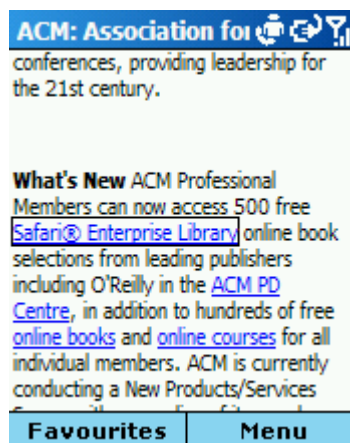 ACM: Association for
conferences, providing leadership for
the 21st century.
What's New ACM Professional
Members can now access 500 free
Safari® Enterprise Library online book
selections from leading publishers
including O'Reilly in the ACM PD
Centre, in addition to hundreds of free
online books and online courses for all
individual members. ACM is currently
conducting a New Products/Services
Favourites Menu